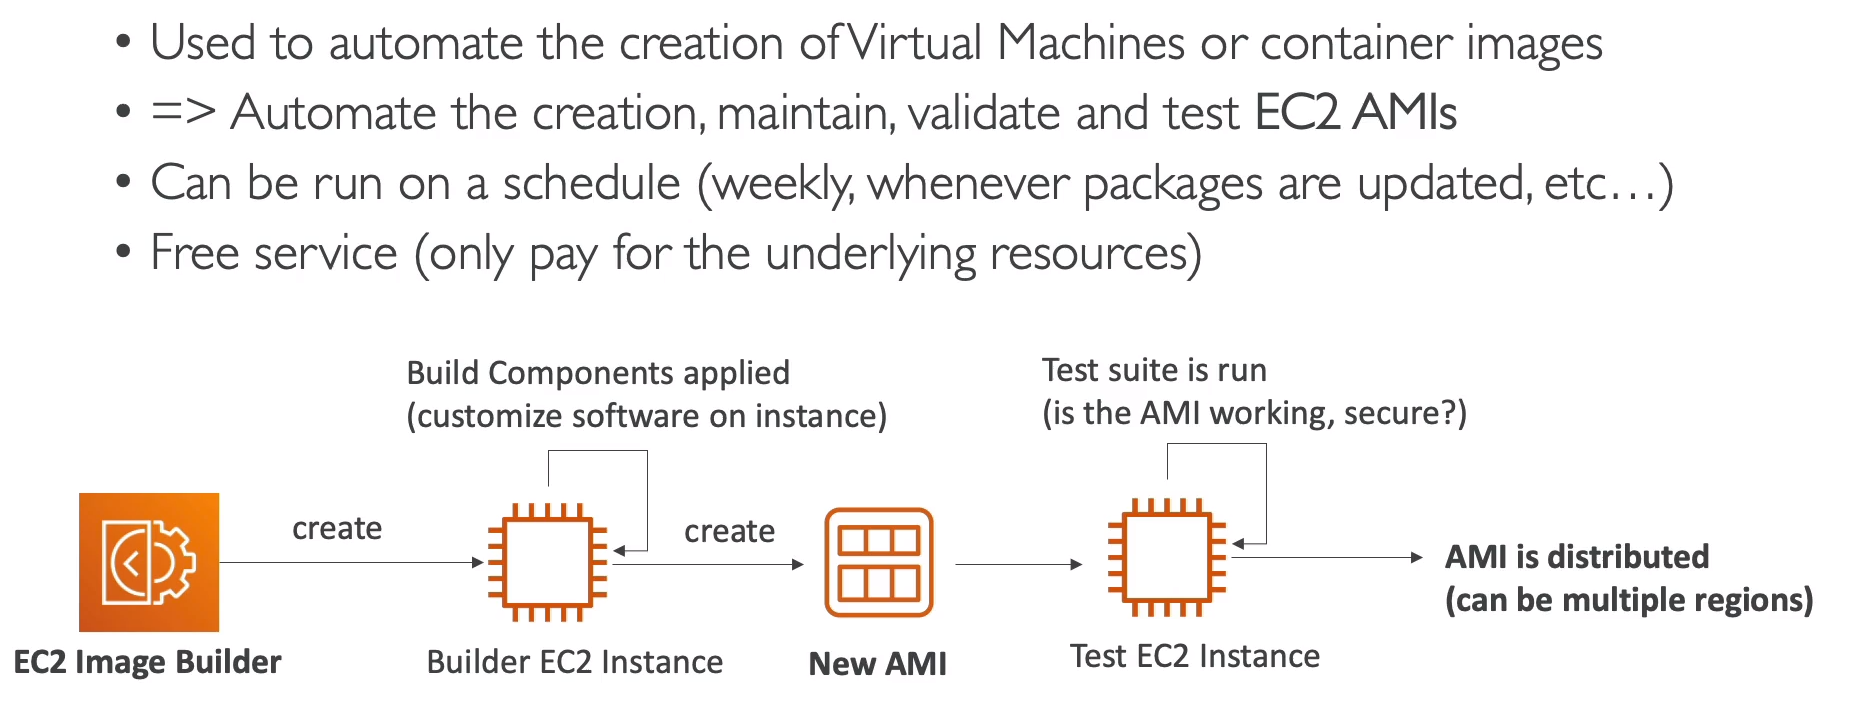 • Used to automate the creation of Virtual Machines or container images
• => Automate the creation, maintain, validate and test EC2 AMIs
• Can be run on a schedule (weekly, whenever packages are updated, etc…)
• Free service (only pay for the underlying resources)
Build Components applied
(customize software on instance)
Test suite is run
(is the AMI working, secure?)
create
create
AMI is distributed
(can be multiple regions)
EC2 Image Builder
Builder EC2 Instance
New AMI
Test EC2 Instance